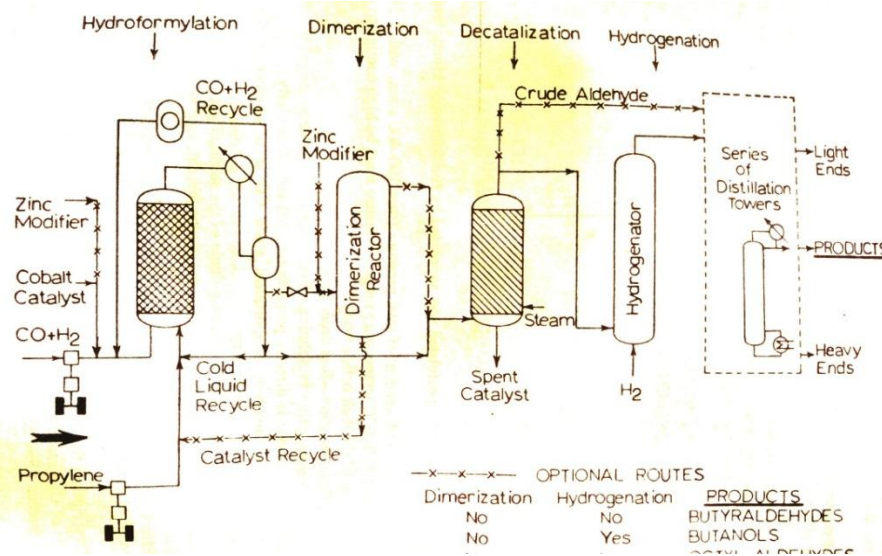 Hydroformylation
Dimerization
Decatalization
Hydrogenation
CO+H2
Recycle
Crude Aldehyde
Zinc
Modifier
Series
of
Distillation
Towers
Light
Ends
Zinc
Modifier
Dimerization
Reactor
Hydrogenator
PRODUCTS
Cobalt
Catalyst
Steam
CO+H2
Cold
Liquid
Recycle
Spent
Catalyst
H2
Heavy
Ends
Catalyst Recycle
Propylene
OPTIONAL ROUTES
Dimerization Hydrogenation PRODUCTS
No No BUTYRALDEHYDES
No Yes BUTANOLS